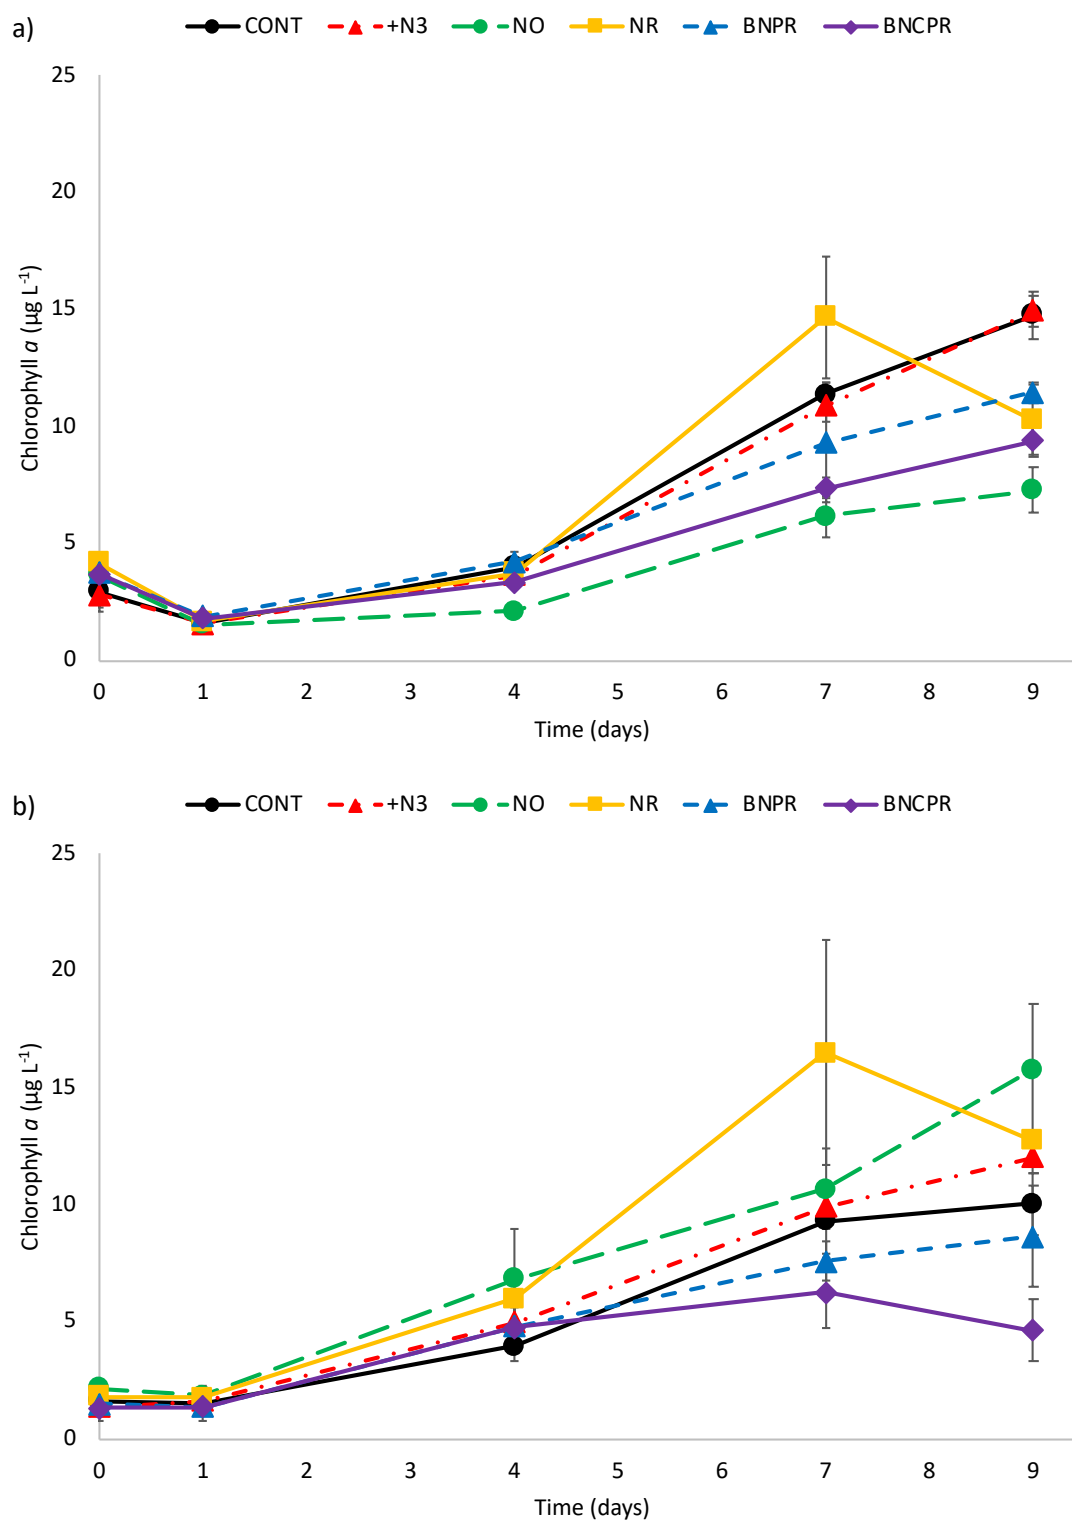 a)
CONT +N3 NO NR BNPR BNCPR
25
20
15
10
5
0
Chlorophyll a (µg L-1)
0 1 2 3 4 5 6 7 8 9
Time (days)
b)
CONT +N3 NO NR BNPR BNCPR
25
20
15
10
5
0
Chlorophyll a (µg L-1)
0 1 2 3 4 5 6 7 8 9
Time (days)